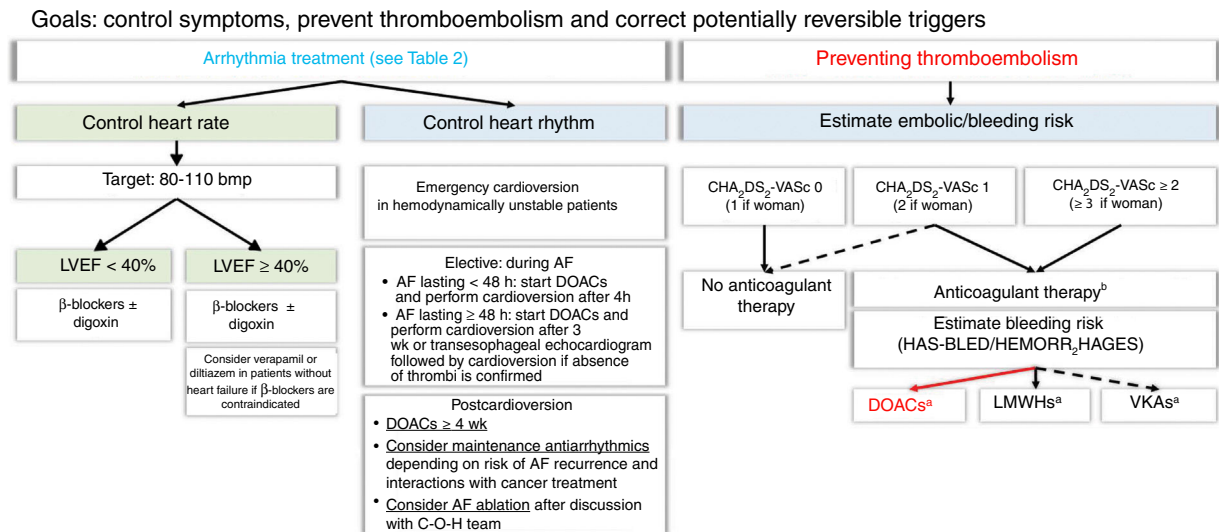 Goals: control symptoms, prevent thromboembolism and correct potentially reversible triggers
Arrhythmia treatment (see Table 2)
Control heart rate
Target: 80-110 bmp
LVEF < 40%
β-blockers ±
digoxin
LVEF ≥ 40%
β-blockers ±
digoxin
Consider verapamil or
diltiazem in patients without
heart failure if β-blockers are
contraindicated
Control heart rhythm
Emergency cardioversion
in hemodynamically unstable patients
Elective: during AF
• AF lasting < 48 h: start DOACs
and perform cardioversion after 4h
• AF lasting ≥ 48 h: start DOACs and
perform cardioversion after 3
wk or transesophageal echocardiogram
followed by cardioversion if absence
of thrombi is confirmed
Postcardioversion
• DOACs ≥ 4 wk
• Consider maintenance antiarrhythmics
depending on risk of AF recurrence and
interactions with cancer treatment
• Consider AF ablation after discussion
with C-O-H team
Preventing thromboembolism
Estimate embolic/bleeding risk
CHA₂DS₂-VASc 0
(1 if woman)
CHA₂DS₂-VASc 1
(2 if woman)
CHA₂DS₂-VASc ≥ 2
(≥ 3 if woman)
No anticoagulant
therapy
Anticoagulant therapyᵇ
Estimate bleeding risk
(HAS-BLED/HEMORR₂HAGES)
DOACsᵃ
LMWHsᵃ
VKAsᵃ